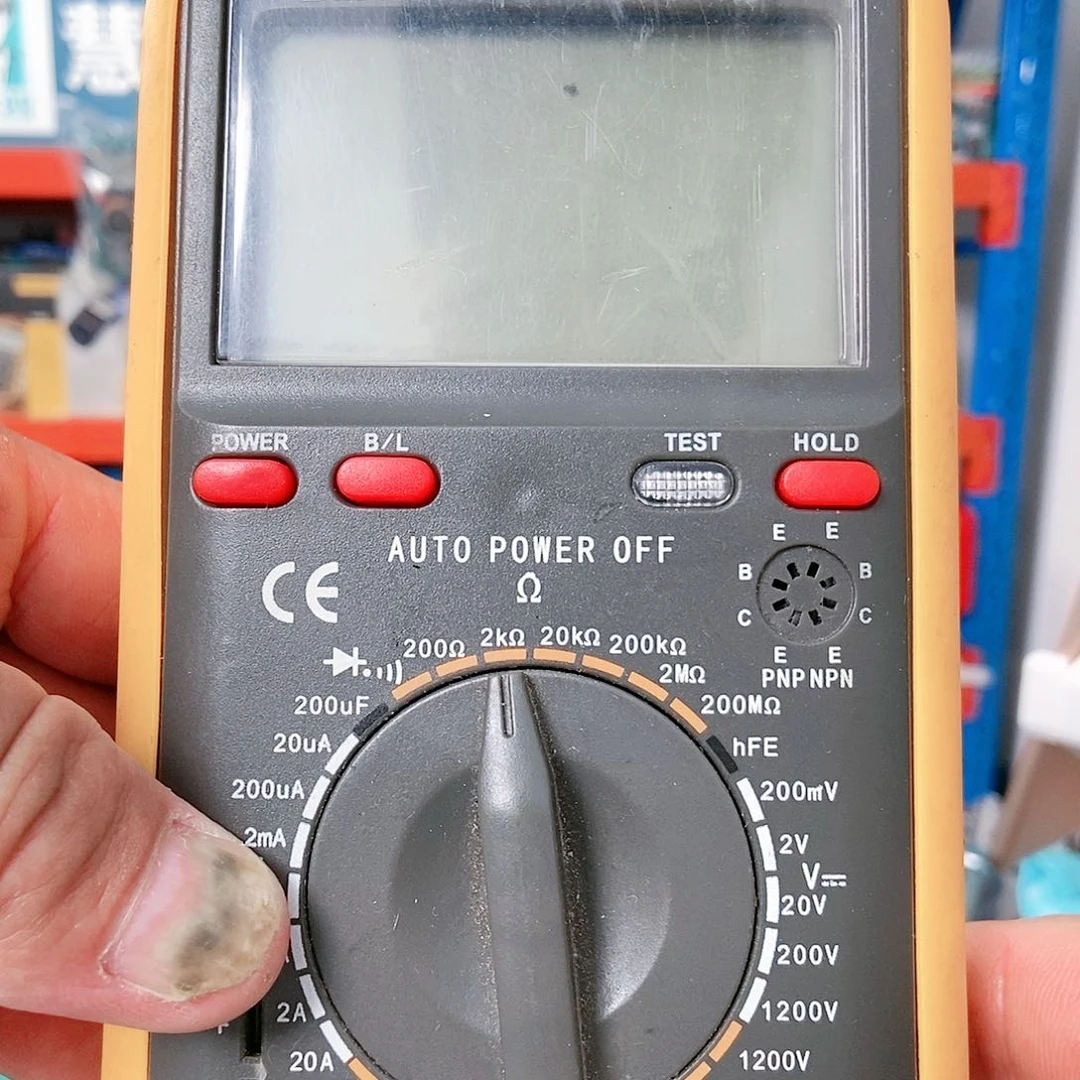 慧
POWER
B/L
TEST
HOLD
AUTO POWER OFF
Ω
CE
E E
B B
C C
E E
PNP NPN
200Ω
2kΩ
20kΩ
200kΩ
2MΩ
200MΩ
hFE
200mV
2V
V
20V
200V
1200V
1200V
200uF
20uA
200uA
2mA
2A
20A